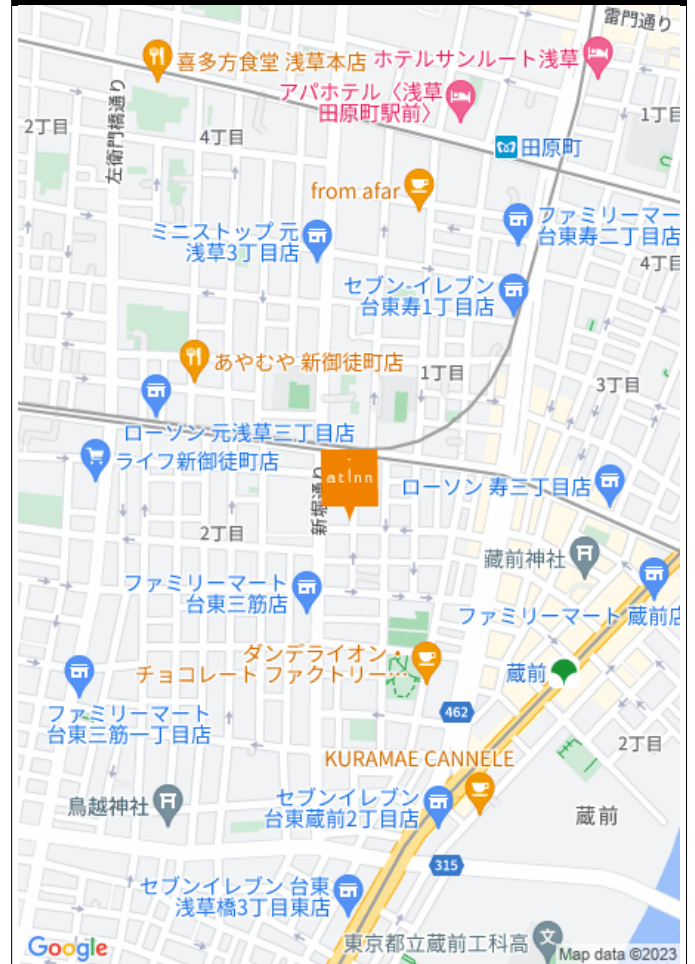 雷門通り
喜多方食堂 浅草本店
ホテルサンルート浅草
アパホテル〈浅草
田原町駅前〉
左衛門橋通り
2丁目
4丁目
1丁目
田原町
from afar
ファミリーマー
台東寿二丁目店
ミニストップ 元
浅草3丁目店
4丁目
セブン-イレブン
台東寿1丁目店
あやむや 新御徒町店
1丁目
3丁目
ローソン 元浅草三丁目店
ライフ新御徒町店
atInn
ローソン 寿三丁目店
新堀通り
2丁目
蔵前神社
ファミリーマート
台東三筋店
ファミリーマート 蔵前店
ダンデライオン・
チョコレート ファクトリー…
蔵前
ファミリーマート
台東三筋一丁目店
462
2丁目
KURAMAE CANNELE
鳥越神社
セブンイレブン
台東蔵前2丁目店
蔵前
315
セブンイレブン 台東
浅草橋3丁目東店
東京都立蔵前工科高
文
Google
Map data ©2023